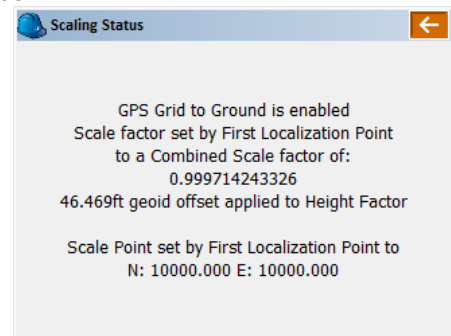 Scaling Status
GPS Grid to Ground is enabled
Scale factor set by First Localization Point
to a Combined Scale factor of:
0.999714243326
46.469ft geoid offset applied to Height Factor
Scale Point set by First Localization Point to
N: 10000.000 E: 10000.000